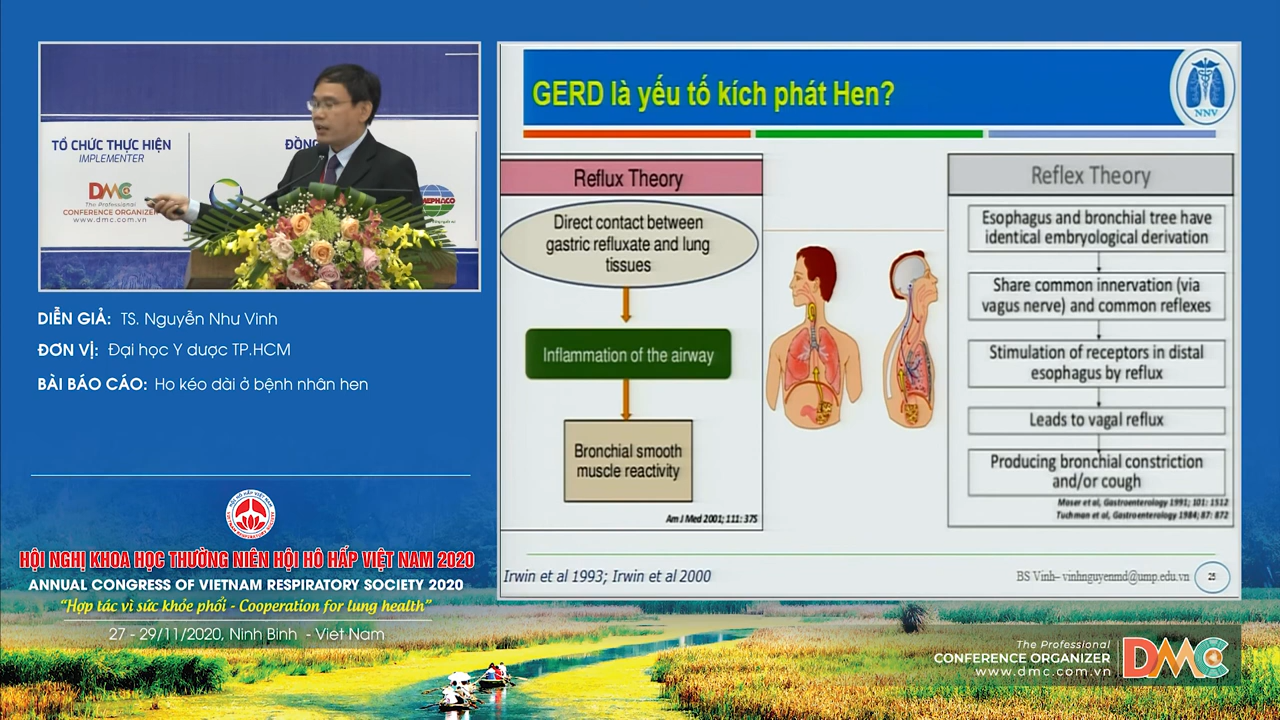 TỔ CHỨC THỰC HIỆN
IMPLEMENTER
DMC
The Professional
CONFERENCE ORGANIZER
www.dmc.com.vn
ĐỒNG
DIỄN GIẢ: TS. Nguyễn Như Vinh
ĐƠN VỊ: Đại học Y dược TP.HCM
BÀI BÁO CÁO: Ho kéo dài ở bệnh nhân hen
HỘI NGHỊ KHOA HỌC THƯỜNG NIÊN HỘI HÔ HẤP VIỆT NAM 2020
ANNUAL CONGRESS OF VIETNAM RESPIRATORY SOCIETY 2020
“Hợp tác vì sức khỏe phổi - Cooperation for lung health”
27 - 29/11/2020, Ninh Bình - Việt Nam
GERD là yếu tố kích phát Hen?
NNV
Reflux Theory
Direct contact between
gastric refluxate and lung
tissues
Inflammation of the airway
Bronchial smooth
muscle reactivity
Am J Med 2001; 111: 37S
Reflex Theory
Esophagus and bronchial tree have
identical embryological derivation
Share common innervation (via
vagus nerve) and common reflexes
Stimulation of receptors in distal
esophagus by reflux
Leads to vagal reflux
Producing bronchial constriction
and/or cough
Moser et al, Gastroenterology 1991; 101: 1512
Tuchman et al, Gastroenterology 1984; 87: 872
Irwin et al 1993; Irwin et al 2000
BS Vinh– vinhnguyenmd@ump.edu.vn
25
The Professional
CONFERENCE ORGANIZER
www.dmc.com.vn
DMC